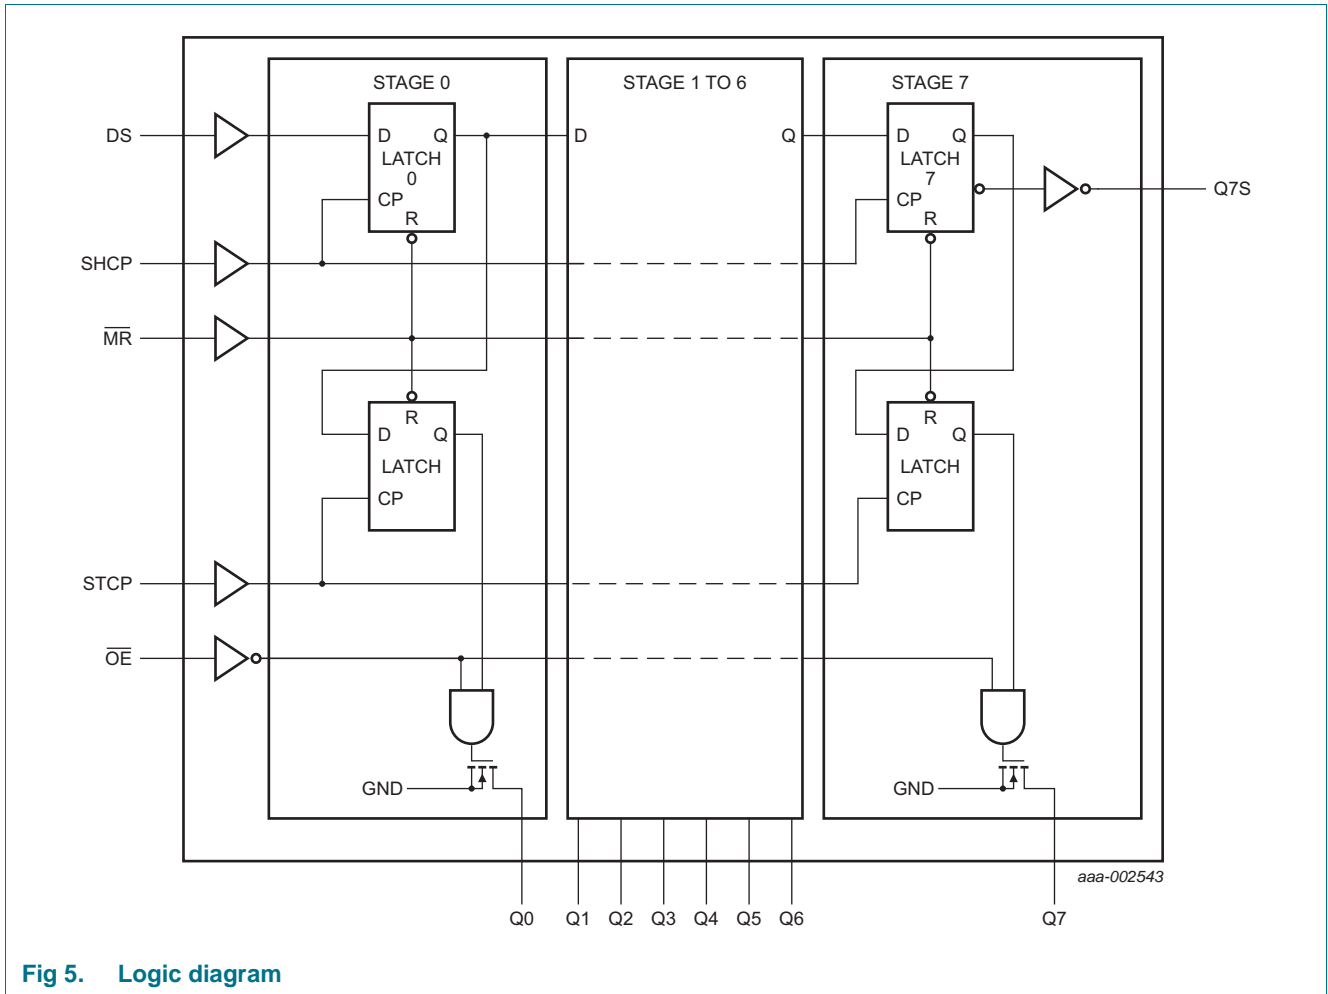 STAGE 0
STAGE 1 TO 6
STAGE 7
DS
D
Q
LATCH
0
CP
R
D
Q
D
Q
LATCH
7
CP
R
Q7S
SHCP
M̅R̅
R
D
Q
LATCH
CP
R
D
Q
LATCH
CP
STCP
O̅E̅
GND
GND
aaa-002543
Q0
Q1
Q2
Q3
Q4
Q5
Q6
Q7
Fig 5. Logic diagram